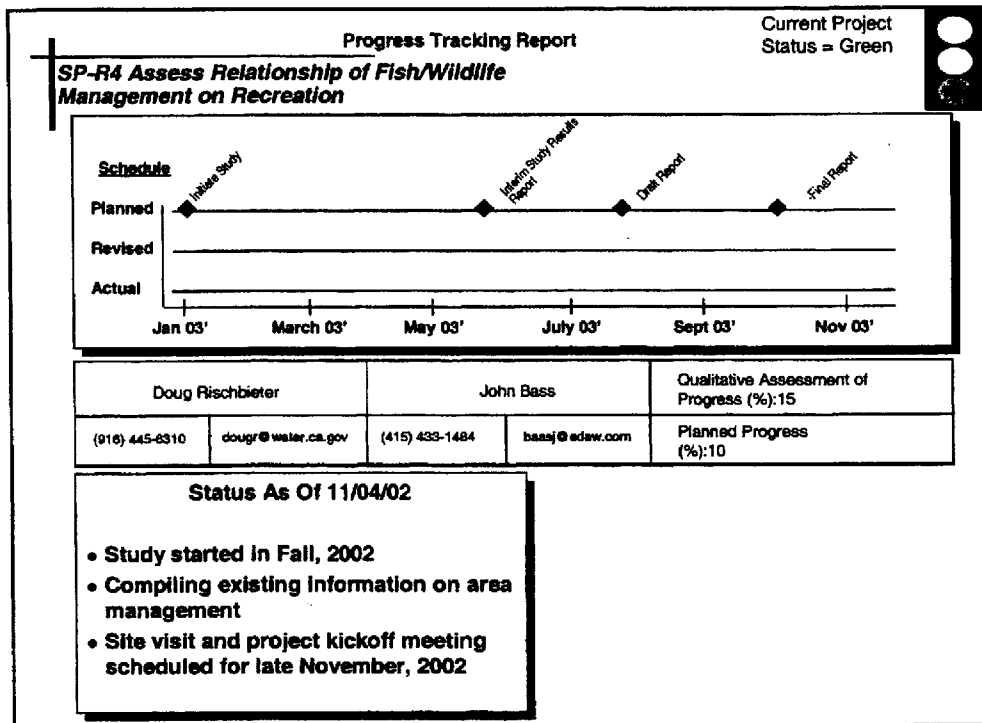 Progress Tracking Report
Current Project
Status = Green
SP-R4 Assess Relationship of Fish/Wildlife
Management on Recreation
Schedule
Initiate Study
Interim Study Results
Report
Draft Report
-Final Report
Planned
Revised
Actual
Jan 03'
March 03'
May 03'
July 03'
Sept 03'
Nov 03'
Doug Rischbieter
John Bass
Qualitative Assessment of
Progress (%):15
(916) 445-6310
dougr@water.ca.gov
(415) 433-1484
baasj@edaw.com
Planned Progress
(%):10
Status As Of 11/04/02
• Study started in Fall, 2002
• Compiling existing information on area
management
• Site visit and project kickoff meeting
scheduled for late November, 2002